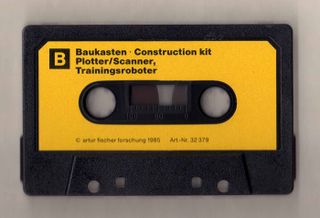 B
Baukasten · Construction kit
Plotter/Scanner,
Trainingsroboter
© artur fischer forschung 1985 Art.-Nr. 32 379